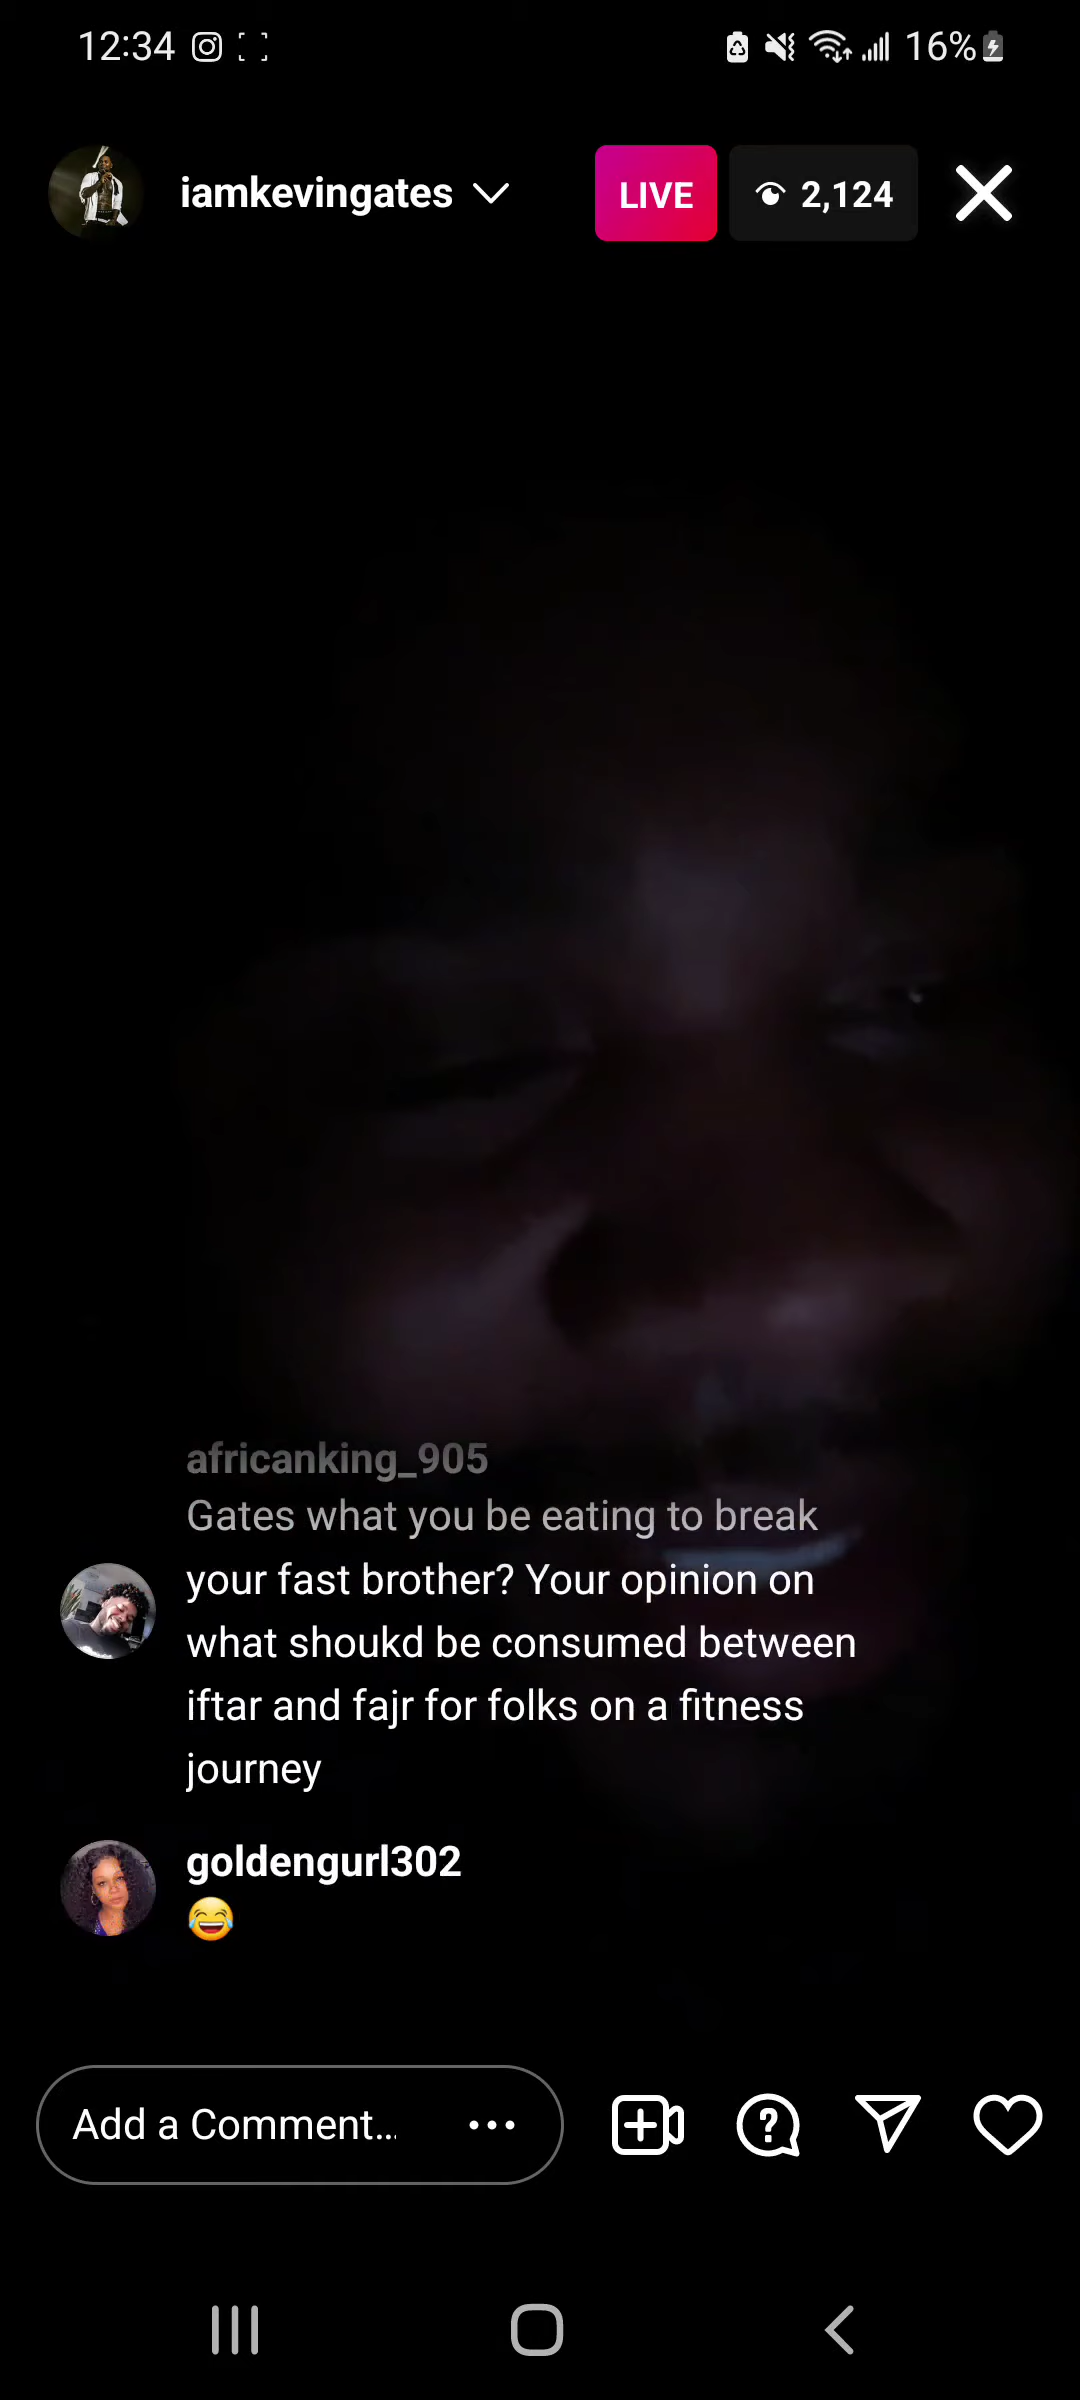 12:34
16%
iamkevingates
LIVE
2,124
africanking_905
Gates what you be eating to break
your fast brother? Your opinion on
what shoukd be consumed between
iftar and fajr for folks on a fitness
journey
goldengurl302
😂
Add a Comment...